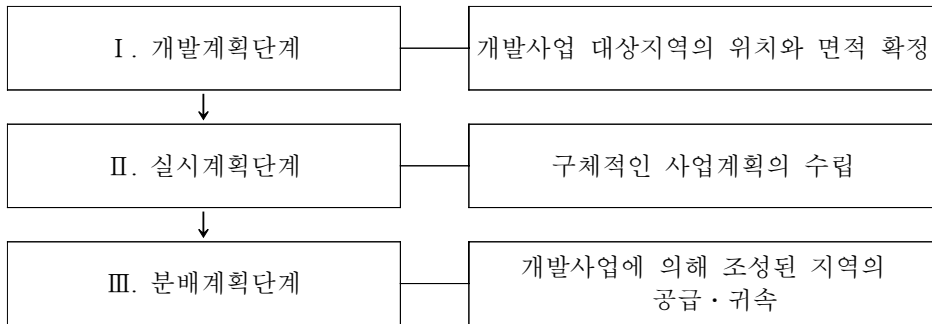 Ⅰ. 개발계획단계
개발사업 대상지역의 위치와 면적 확정
Ⅱ. 실시계획단계
구체적인 사업계획의 수립
Ⅲ. 분배계획단계
개발사업에 의해 조성된 지역의
공급·귀속